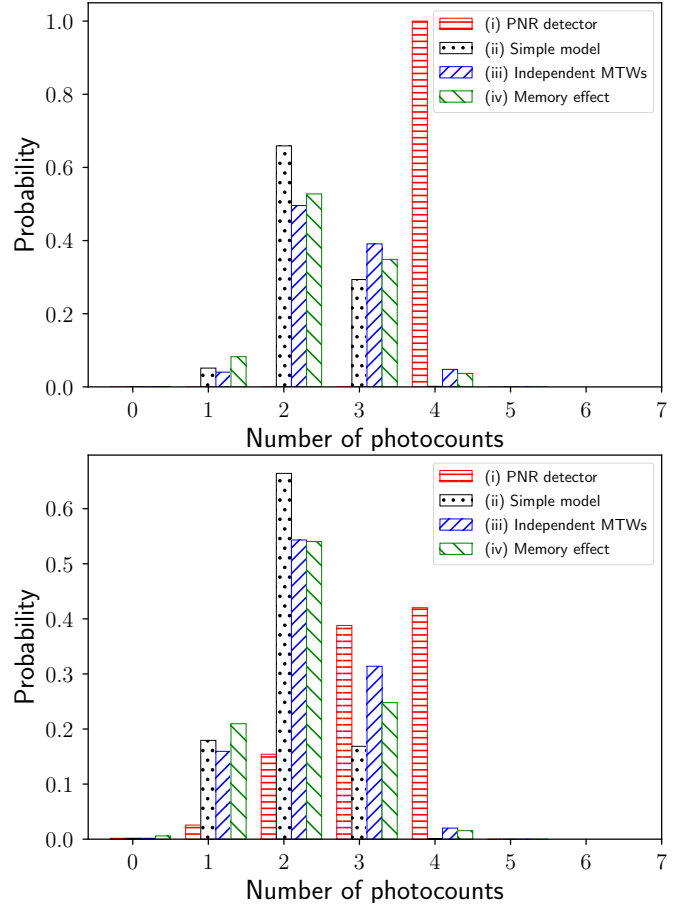 1.0
0.8
0.6
0.4
0.2
0.0
Probability
(i) PNR detector
(ii) Simple model
(iii) Independent MTWs
(iv) Memory effect
0 1 2 3 4 5 6 7
Number of photocounts
0.6
0.5
0.4
0.3
0.2
0.1
0.0
Probability
(i) PNR detector
(ii) Simple model
(iii) Independent MTWs
(iv) Memory effect
0 1 2 3 4 5 6 7
Number of photocounts